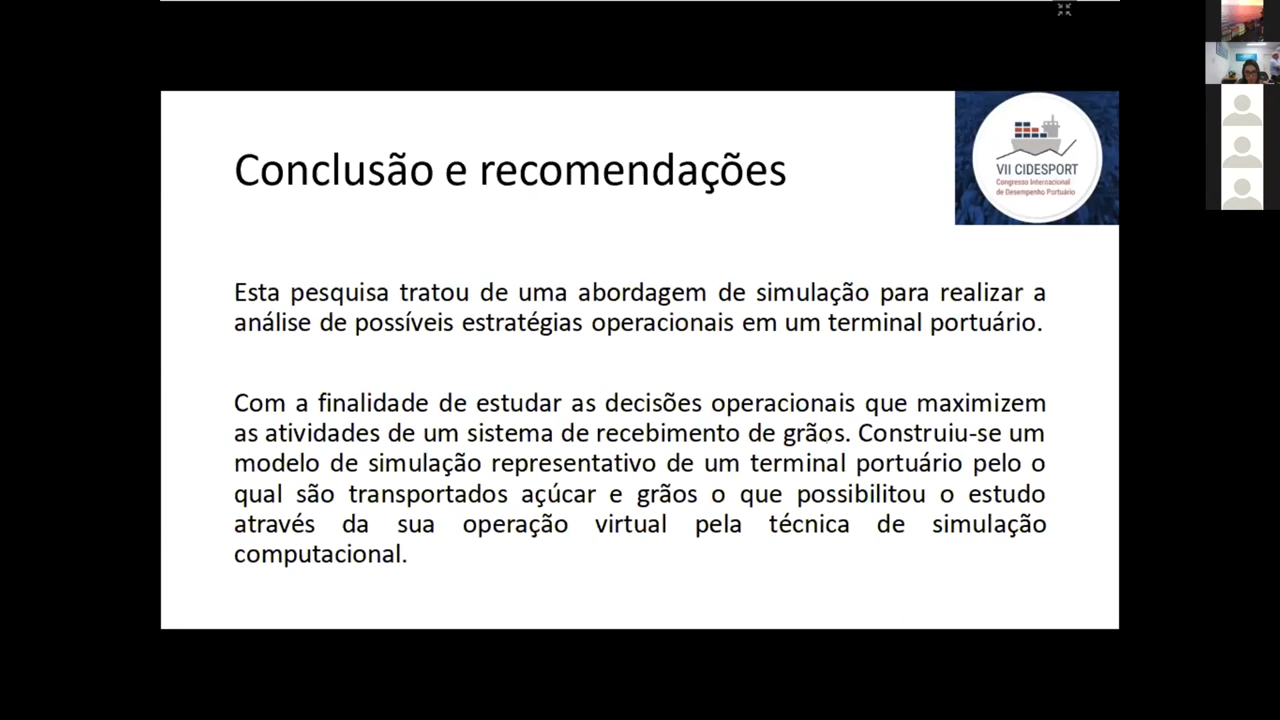 Conclusão e recomendações
VII CIDESPORT
Congresso Internacional
de Desempenho Portuário
Esta pesquisa tratou de uma abordagem de simulação para realizar a
análise de possíveis estratégias operacionais em um terminal portuário.
Com a finalidade de estudar as decisões operacionais que maximizem
as atividades de um sistema de recebimento de grãos. Construiu-se um
modelo de simulação representativo de um terminal portuário pelo o
qual são transportados açúcar e grãos o que possibilitou o estudo
através da sua operação virtual pela técnica de simulação
computacional.